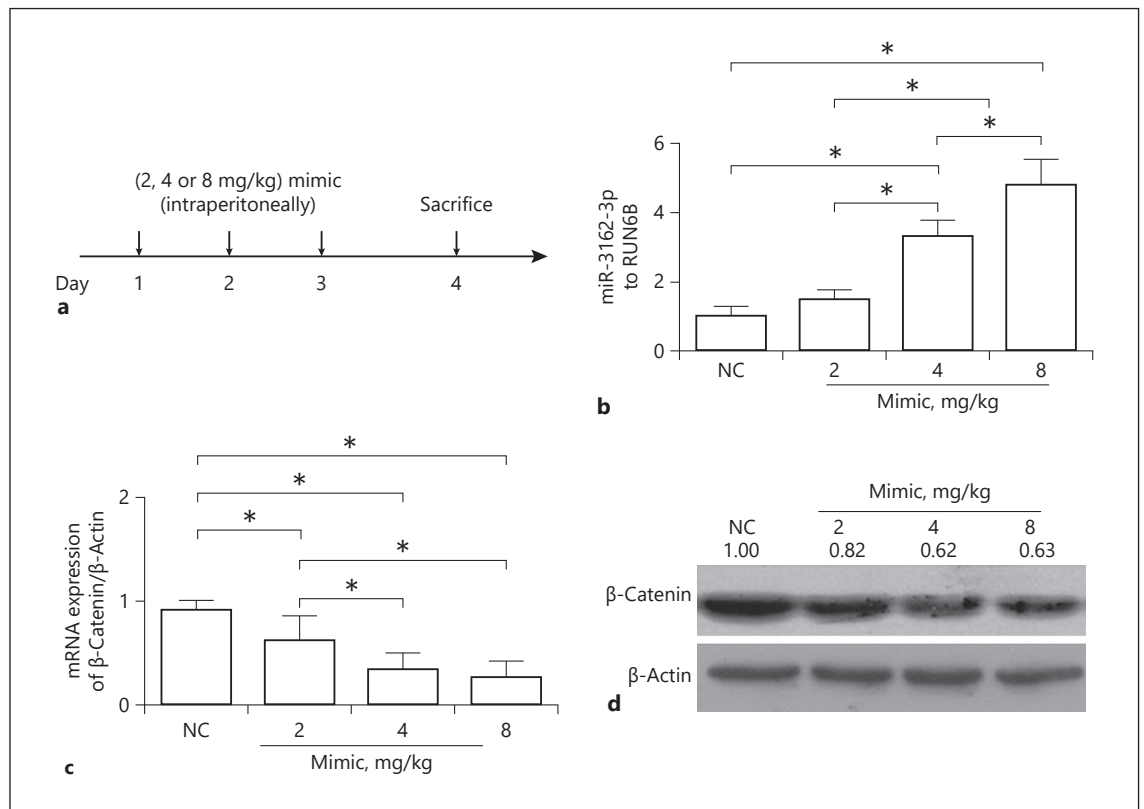 (2, 4 or 8 mg/kg) mimic
(intraperitoneally)
Sacrifice
Day 1 2 3 4
a
*
*
*
*
*
miR-3162-3p
to RUN6B
6
4
2
0
NC 2 4 8
Mimic, mg/kg
b
*
*
*
*
*
mRNA expression
of β-Catenin/β-Actin
2
1
0
NC 2 4 8
Mimic, mg/kg
c
Mimic, mg/kg
NC 2 4 8
1.00 0.82 0.62 0.63
β-Catenin
β-Actin
d